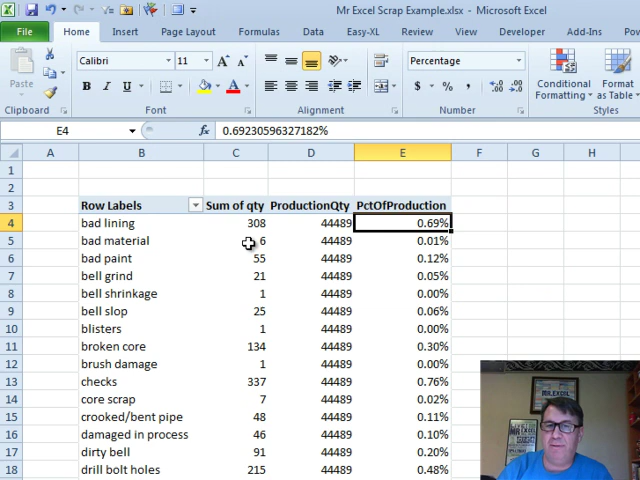 Mr Excel Scrap Example.xlsx - Microsoft Excel
File Home Insert Page Layout Formulas Data Review View Developer Add-Ins Pow
Paste
Clipboard
Calibri 11
B I U
Font
Alignment
Percentage
$ % ,
Number
Conditional Formatting
Format as Table
Styles
E4 fx 0.69230596327182%
A B C D E F G H
1
2
3 Row Labels Sum of qty ProductionQty PctOfProduction
4 bad lining 308 44489 0.69%
5 bad material 6 44489 0.01%
6 bad paint 55 44489 0.12%
7 bell grind 21 44489 0.05%
8 bell shrinkage 1 44489 0.00%
9 bell slop 25 44489 0.06%
10 blisters 1 44489 0.00%
11 broken core 134 44489 0.30%
12 brush damage 1 44489 0.00%
13 checks 337 44489 0.76%
14 core scrap 7 44489 0.02%
15 crooked/bent pipe 48 44489 0.11%
16 damaged in process 46 44489 0.10%
17 dirty bell 91 44489 0.20%
18 drill bolt holes 215 44489 0.48%
MREXCEL